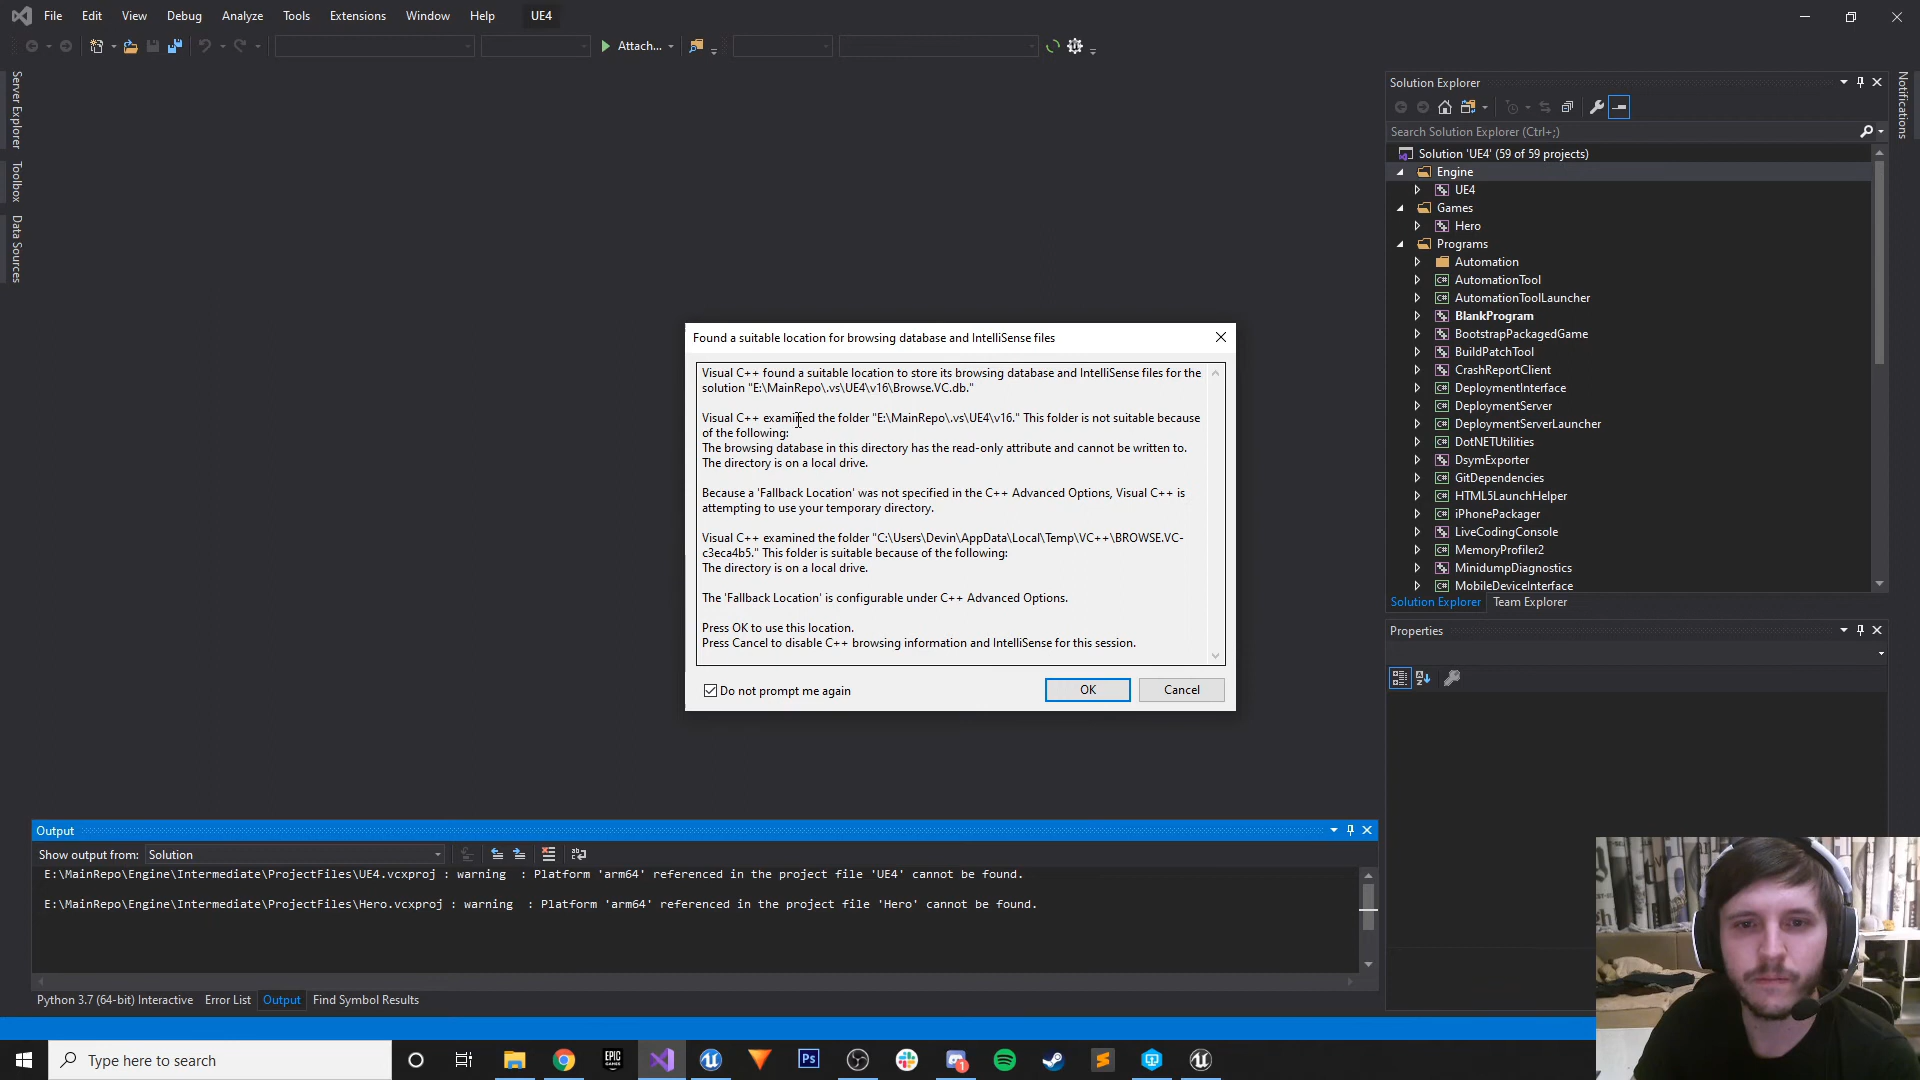 File Edit View Debug Analyze Tools Extensions Window Help UE4
Attach...
Server Explorer
Toolbox
Data Sources
Notifications
Solution Explorer
Search Solution Explorer (Ctrl+;)
Solution 'UE4' (59 of 59 projects)
Engine
UE4
Games
Hero
Programs
Automation
C# AutomationTool
C# AutomationToolLauncher
BlankProgram
BootstrapPackagedGame
BuildPatchTool
CrashReportClient
C# DeploymentInterface
C# DeploymentServer
C# DeploymentServerLauncher
C# DotNETUtilities
DsymExporter
C# GitDependencies
C# HTML5LaunchHelper
C# iPhonePackager
LiveCodingConsole
C# MemoryProfiler2
MinidumpDiagnostics
C# MobileDeviceInterface
Solution Explorer Team Explorer
Properties
Found a suitable location for browsing database and IntelliSense files
Visual C++ found a suitable location to store its browsing database and IntelliSense files for the
solution "E:\MainRepo\.vs\UE4\v16\Browse.VC.db."
Visual C++ examined the folder "E:\MainRepo\.vs\UE4\v16." This folder is not suitable because
of the following:
The browsing database in this directory has the read-only attribute and cannot be written to.
The directory is on a local drive.
Because a 'Fallback Location' was not specified in the C++ Advanced Options, Visual C++ is
attempting to use your temporary directory.
Visual C++ examined the folder "C:\Users\Devin\AppData\Local\Temp\VC++\BROWSE.VC-
c3eca4b5." This folder is suitable because of the following:
The directory is on a local drive.
The 'Fallback Location' is configurable under C++ Advanced Options.
Press OK to use this location.
Press Cancel to disable C++ browsing information and IntelliSense for this session.
Do not prompt me again
OK
Cancel
Output
Show output from: Solution
E:\MainRepo\Engine\Intermediate\ProjectFiles\UE4.vcxproj : warning  : Platform 'arm64' referenced in the project file 'UE4' cannot be found.
E:\MainRepo\Engine\Intermediate\ProjectFiles\Hero.vcxproj : warning  : Platform 'arm64' referenced in the project file 'Hero' cannot be found.
Python 3.7 (64-bit) Interactive Error List Output Find Symbol Results
Type here to search
EPIC GAMES
Ps
1